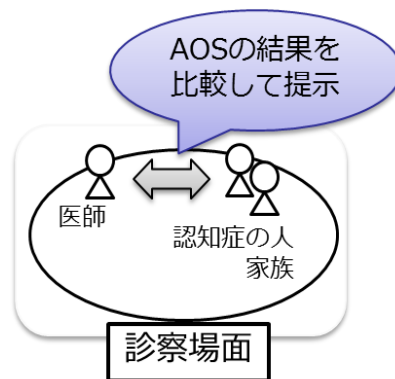 AOSの結果を
比較して提示
医師
認知症の人
家族
診察場面